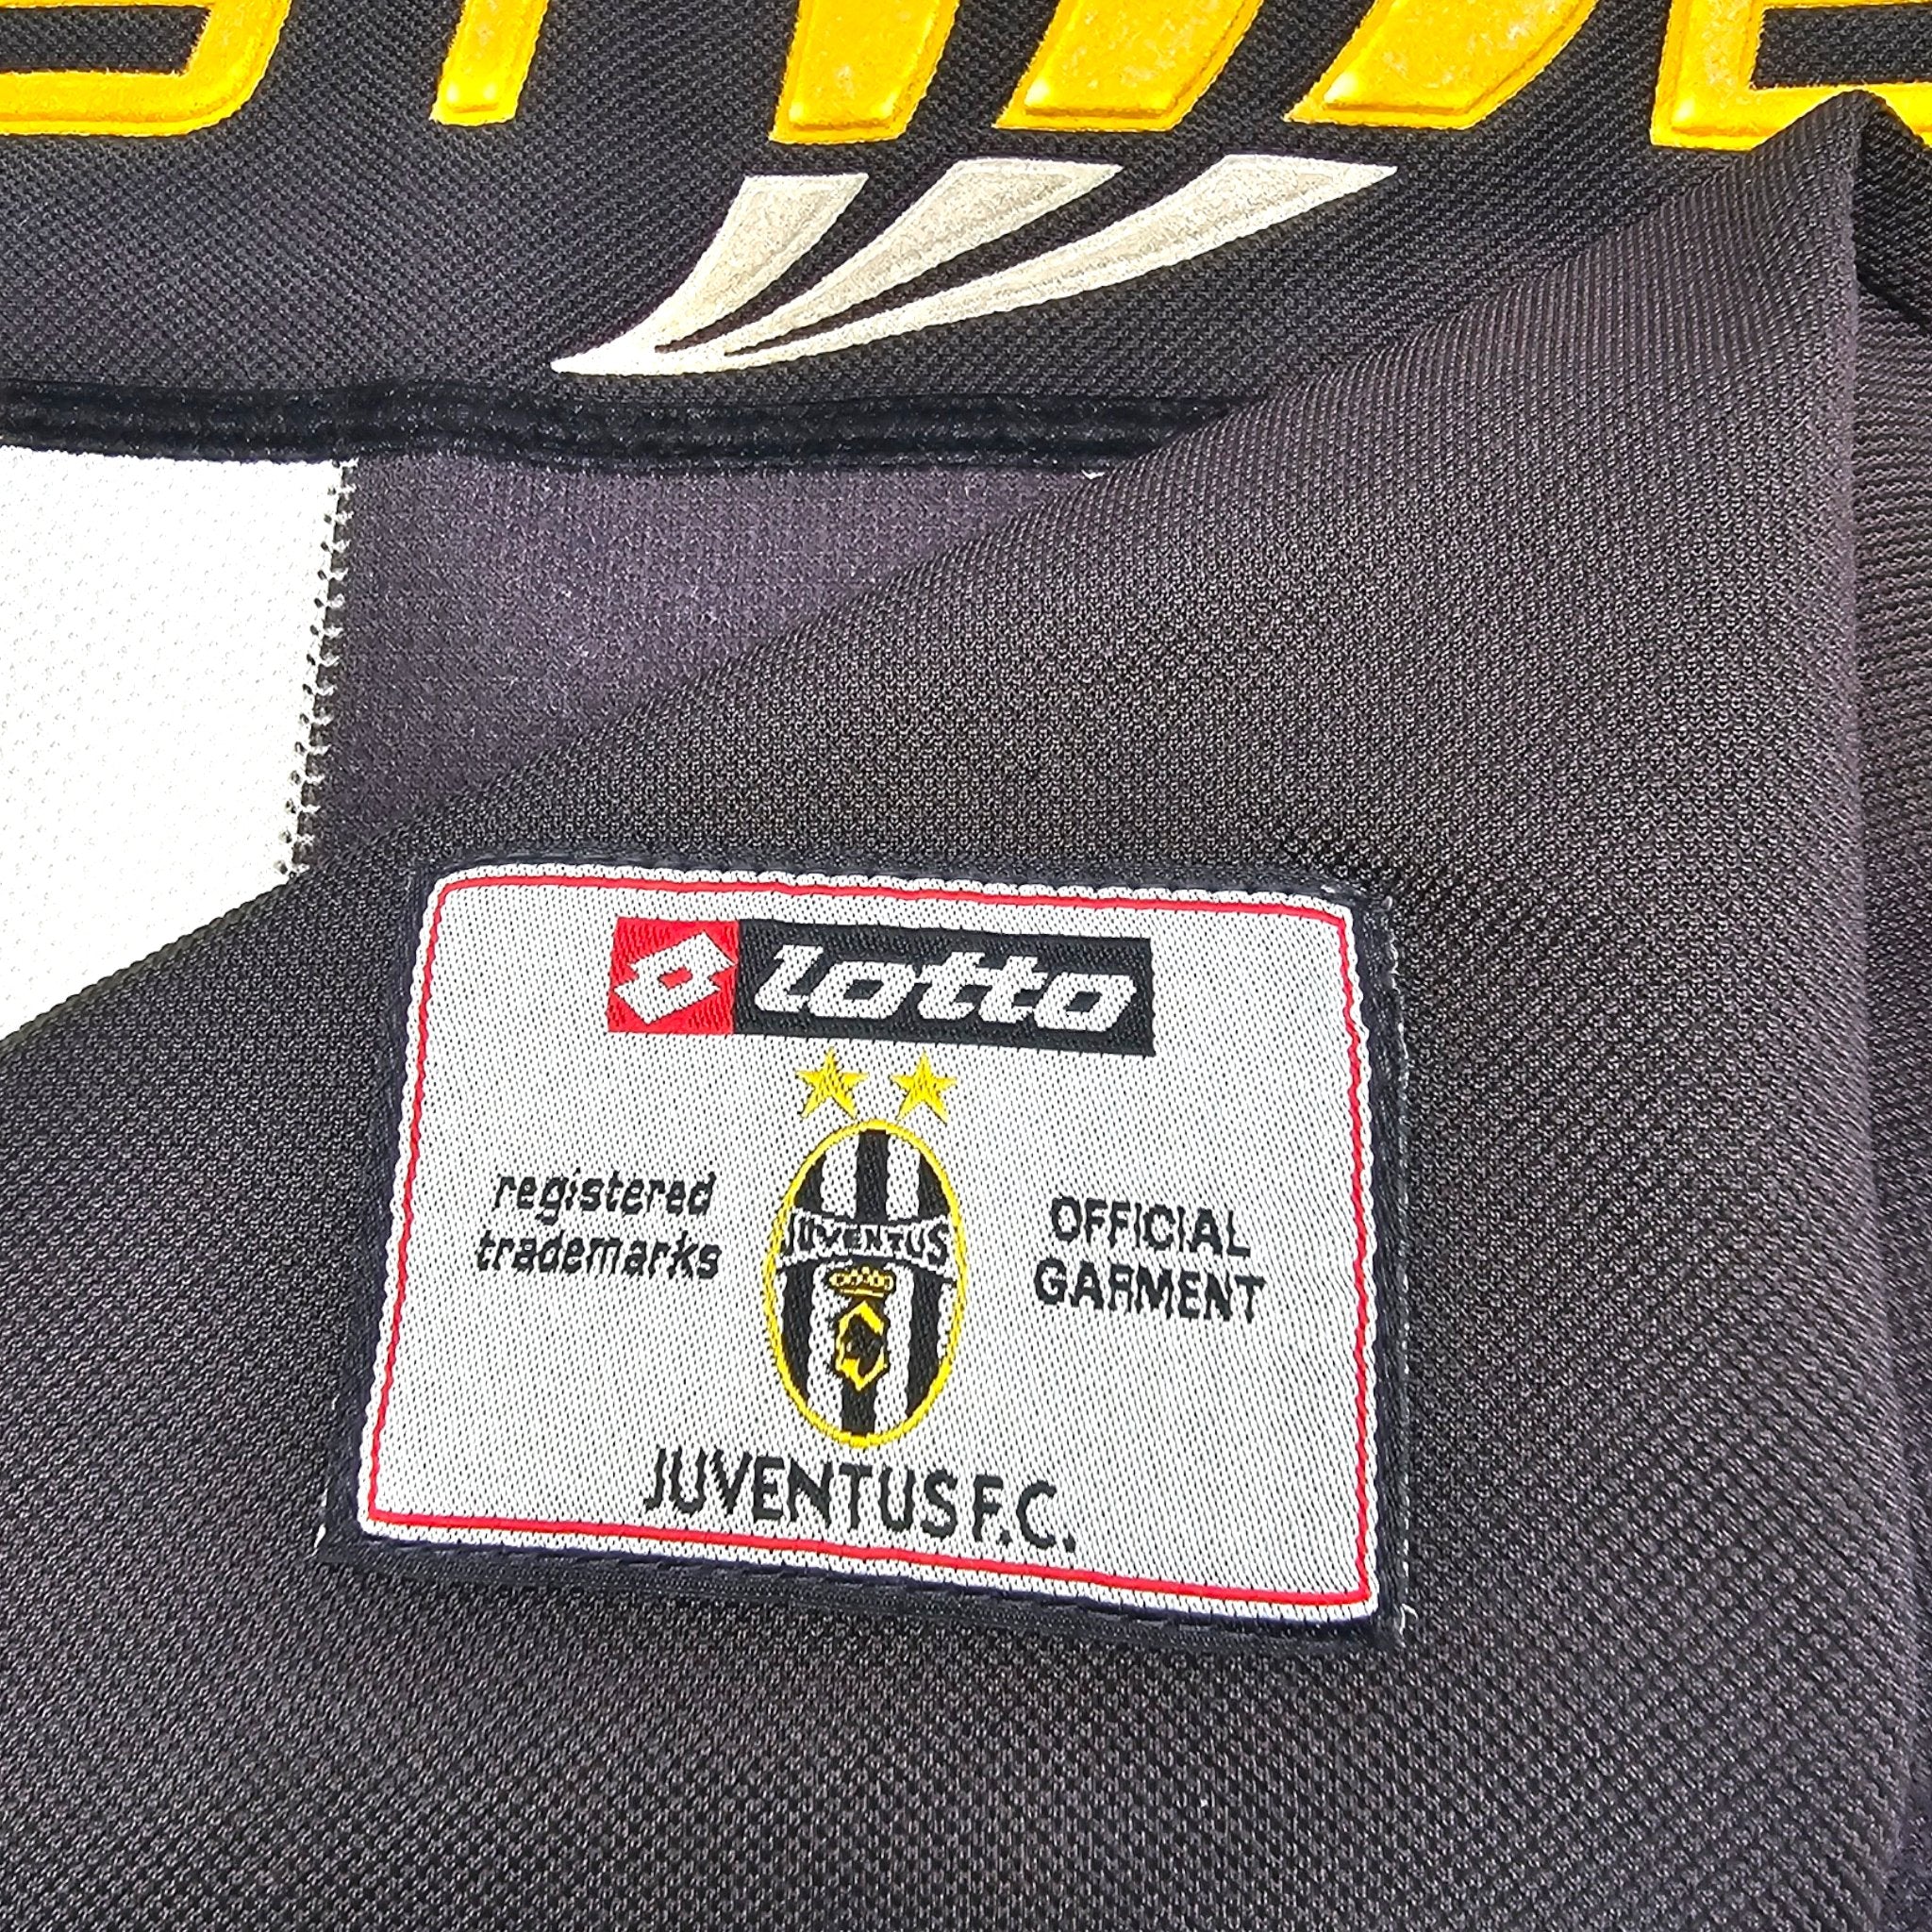 lotto
registered
trademarks
JUVENTUS
OFFICIAL
GARMENT
JUVENTUS F.C.